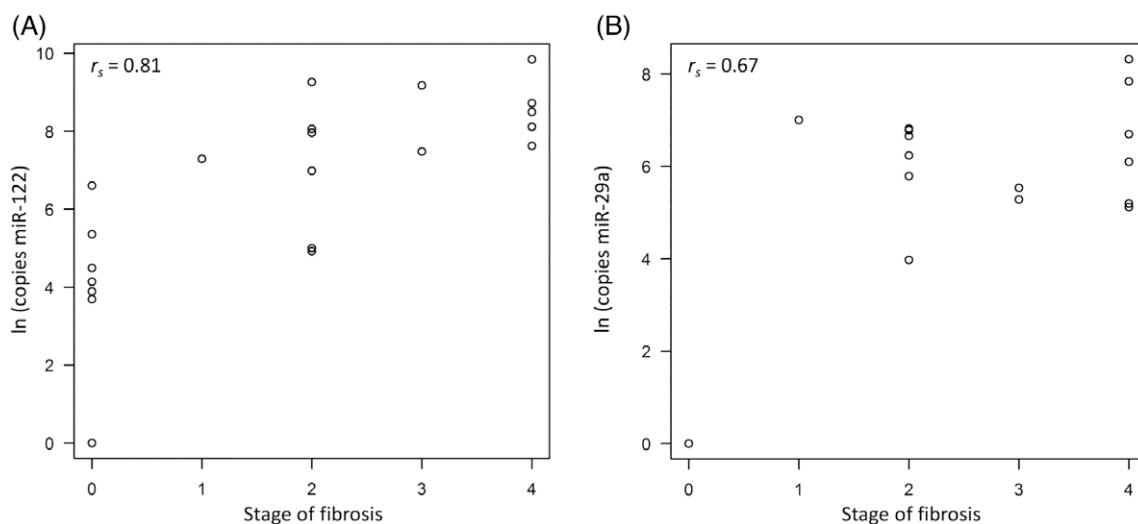 (A)
r_s = 0.81
10
8
6
4
2
0
ln (copies miR-122)
0 1 2 3 4
Stage of fibrosis
(B)
r_s = 0.67
8
6
4
2
0
ln (copies miR-29a)
0 1 2 3 4
Stage of fibrosis